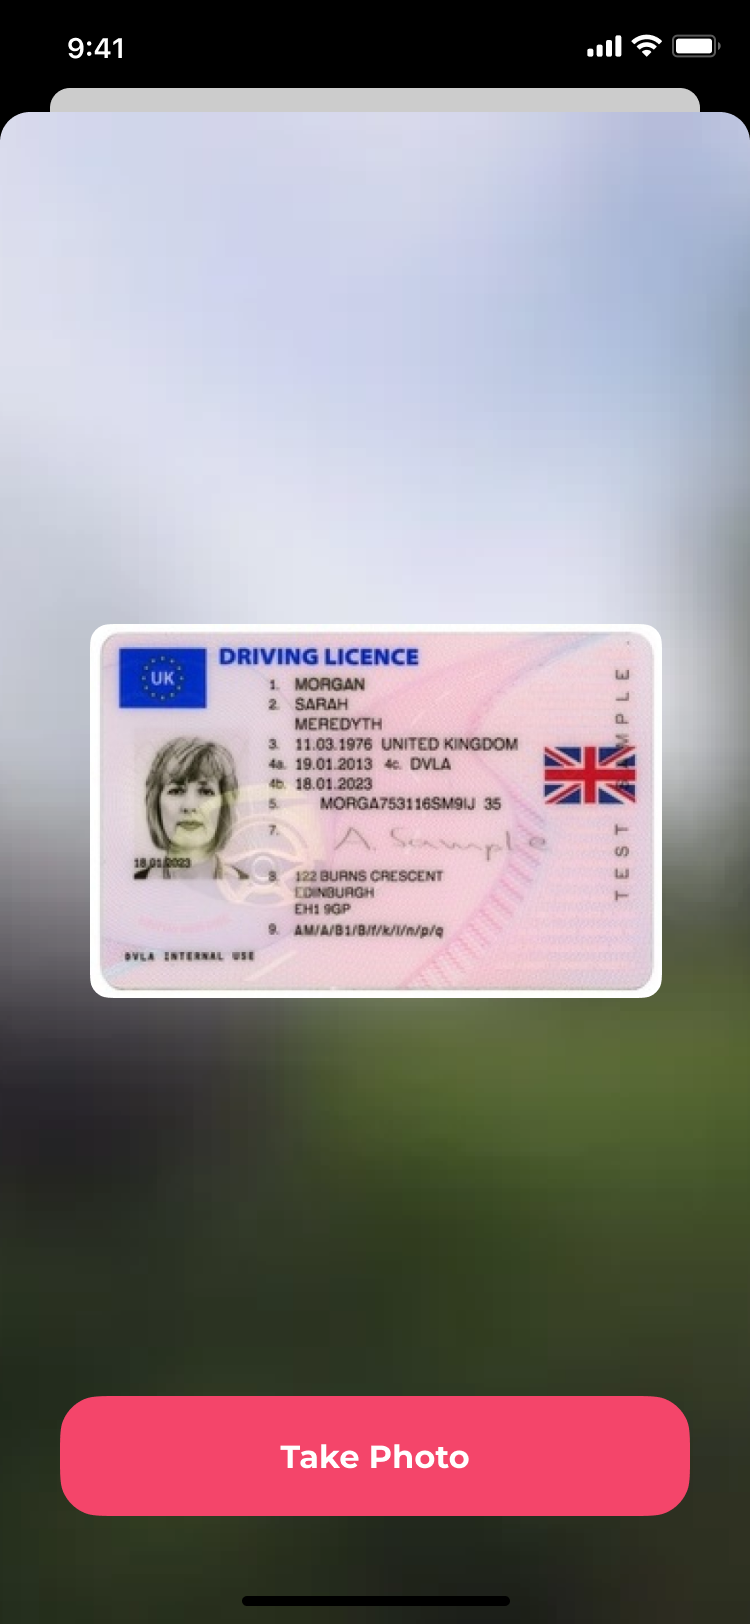 9:41
DRIVING LICENCE
UK
1. MORGAN
2. SARAH
MEREDYTH
3. 11.03.1976 UNITED KINGDOM
4a. 19.01.2013 4c. DVLA
4b. 18.01.2023
5. MORGA753116SM9IJ 35
7. A. Sample
18.01.2023
8. 122 BURNS CRESCENT
EDINBURGH
EH1 9GP
9. AM/A/B1/B/f/k/l/n/p/q
DVLA INTERNAL USE
TEST SAMPLE
Take Photo